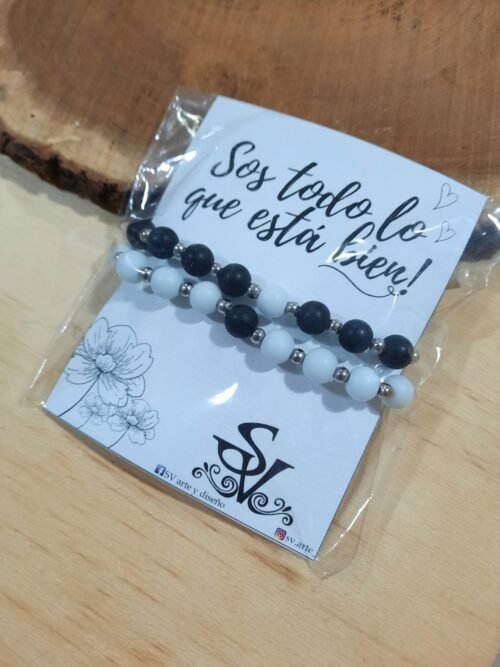 Sos todo lo
que está bien!
SV
SV arte y diseño
sv.arte